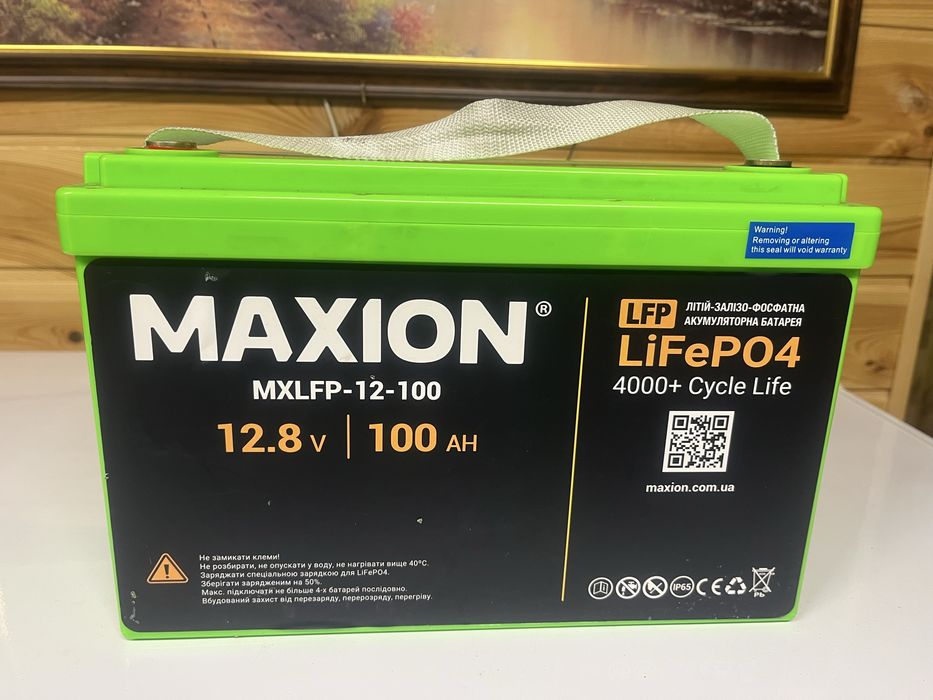 Warning!
Removing or altering
this seal will void warranty
MAXION®
MXLFP-12-100
12.8 V | 100 AH
Не замикати клеми!
Не розбирати, не опускати у воду, не нагрівати вище 40°C.
Заряджати спеціальною зарядкою для LiFePO4.
Зберігати зарядженим на 50%.
Макс. підключати не більше 4-х батарей послідовно.
Вбудований захист від перезаряду, перерозряду, перегріву.
LFP ЛІТІЙ-ЗАЛІЗО-ФОСФАТНА
АКУМУЛЯТОРНА БАТАРЕЯ
LiFePO4
4000+ Cycle Life
maxion.com.ua
IP65 CE Pb